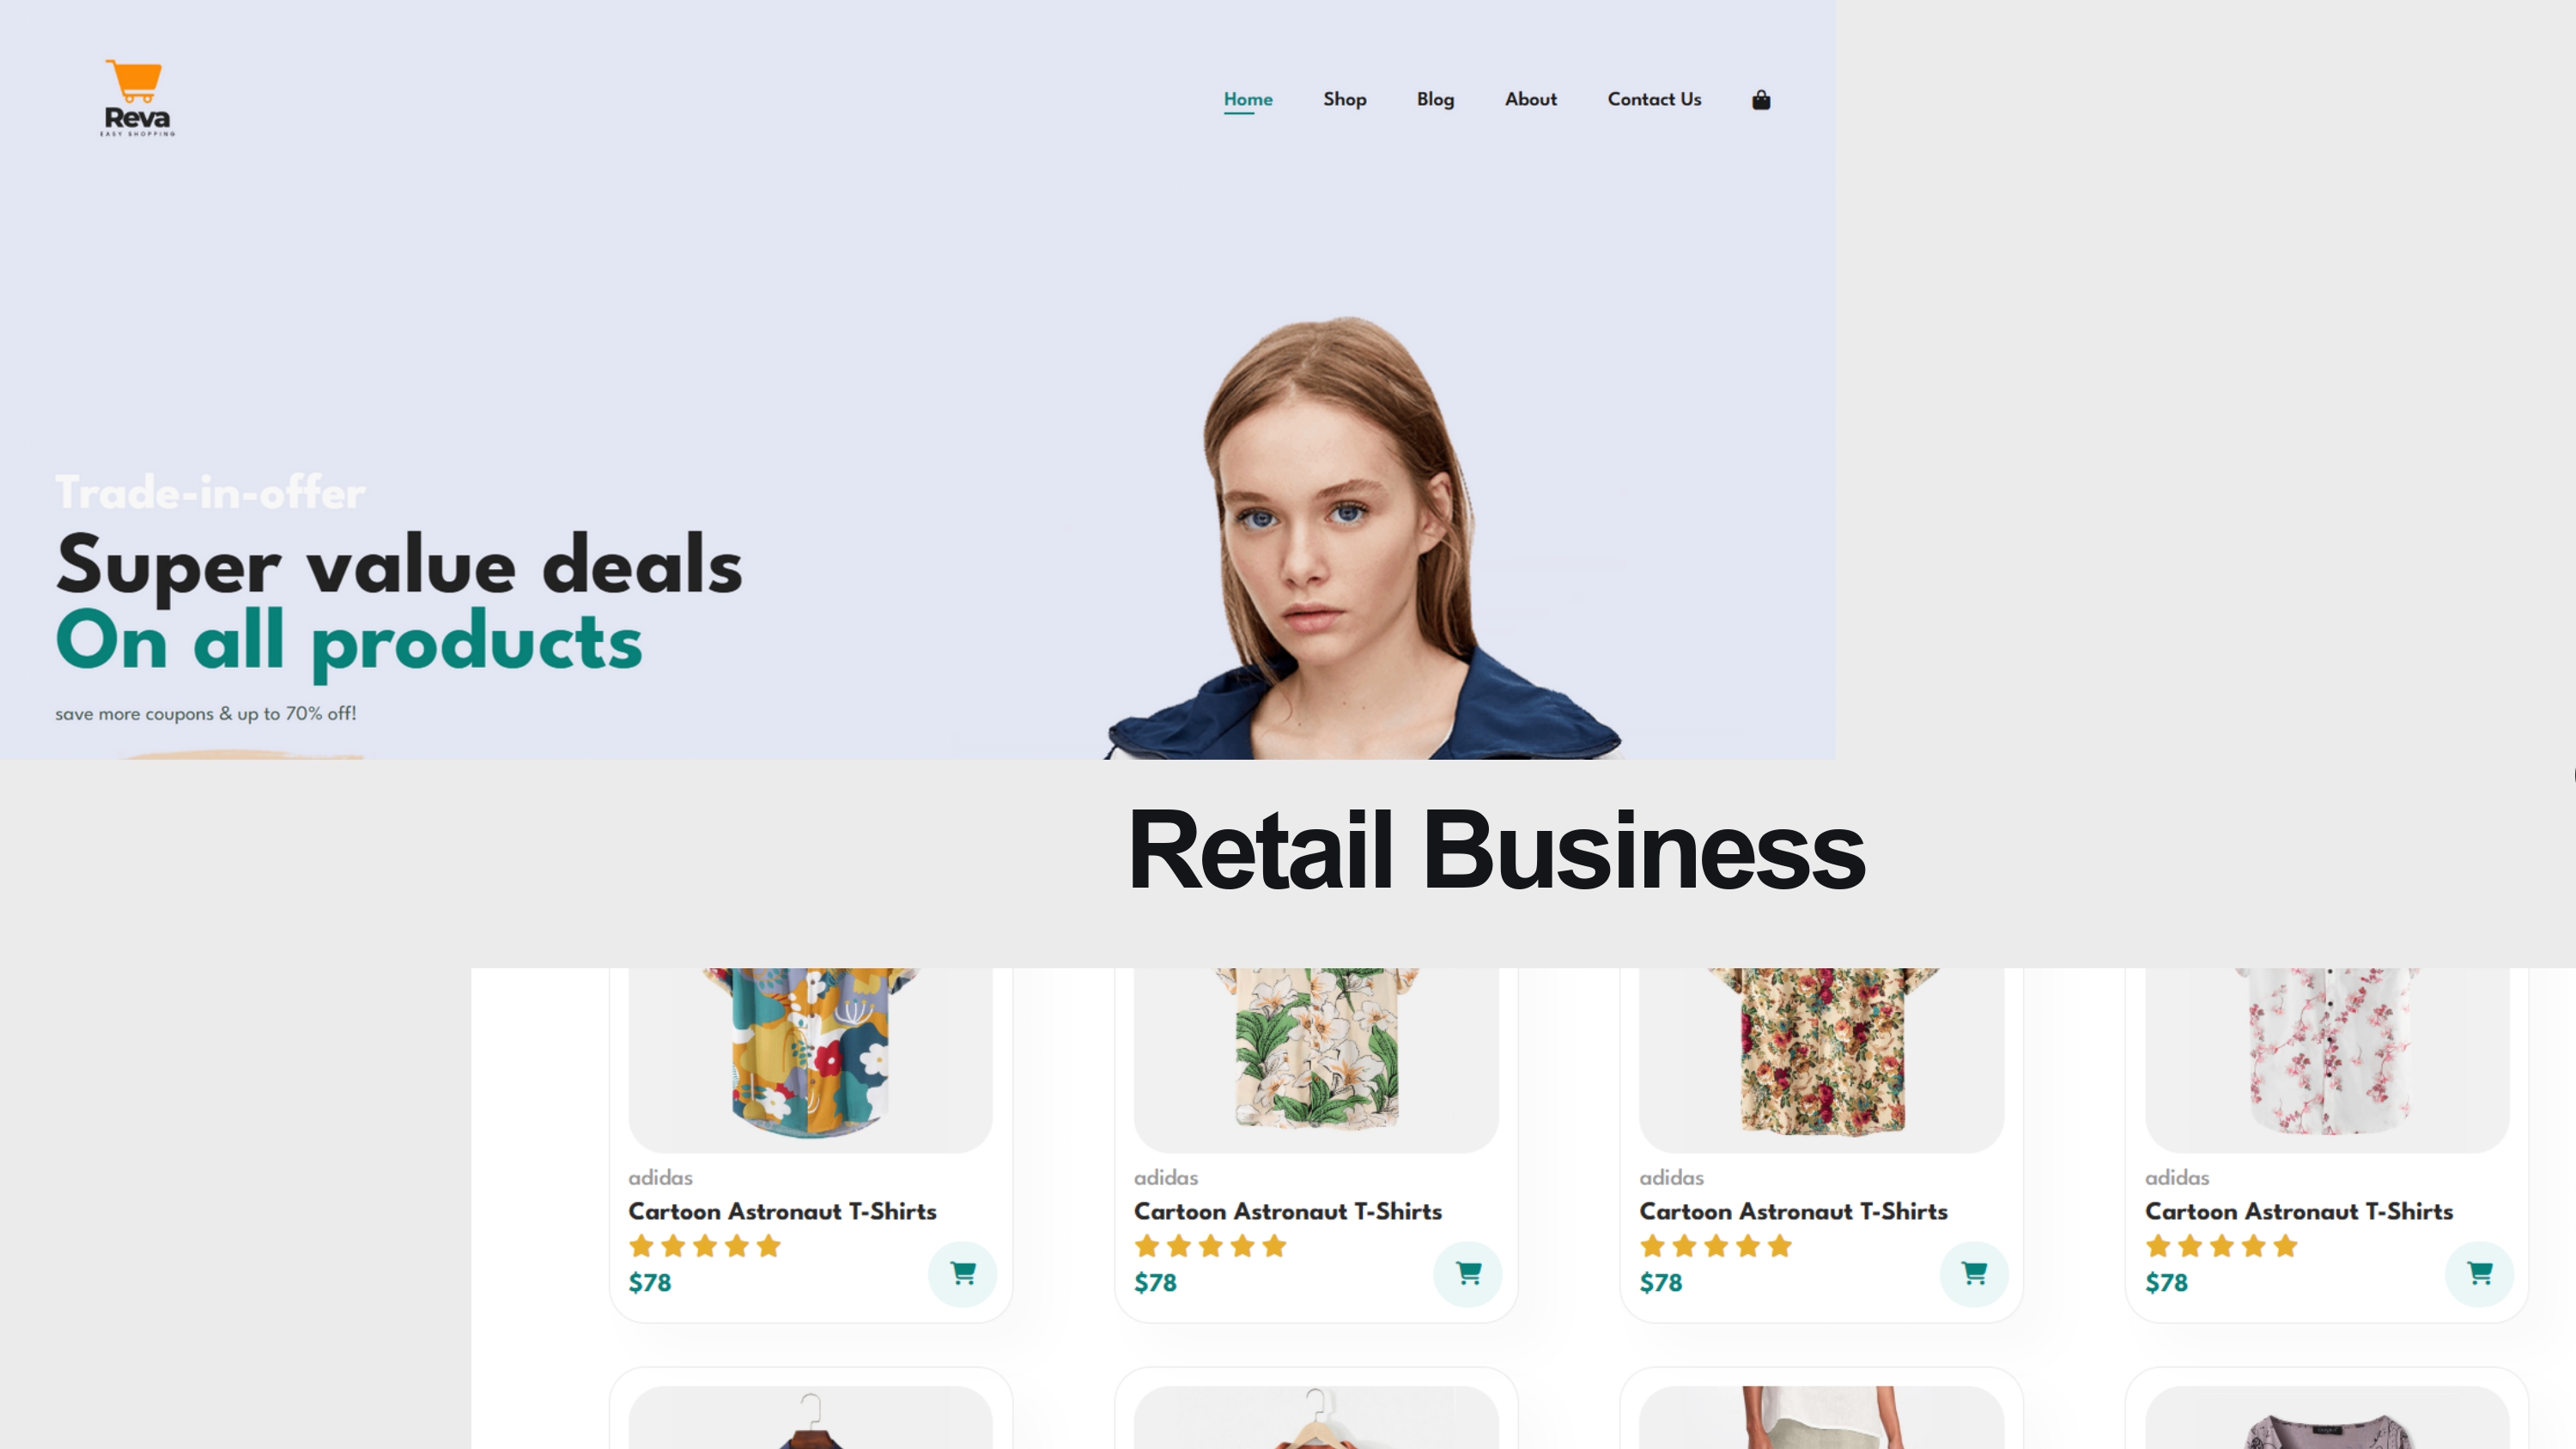 Reva
EASY SHOPPING
Home Shop Blog About Contact Us
Trade-in-offer
Super value deals
On all products
save more coupons & up to 70% off!
Retail Business
adidas adidas adidas adidas
Cartoon Astronaut T-Shirts Cartoon Astronaut T-Shirts Cartoon Astronaut T-Shirts Cartoon Astronaut T-Shirts
$78 $78 $78 $78